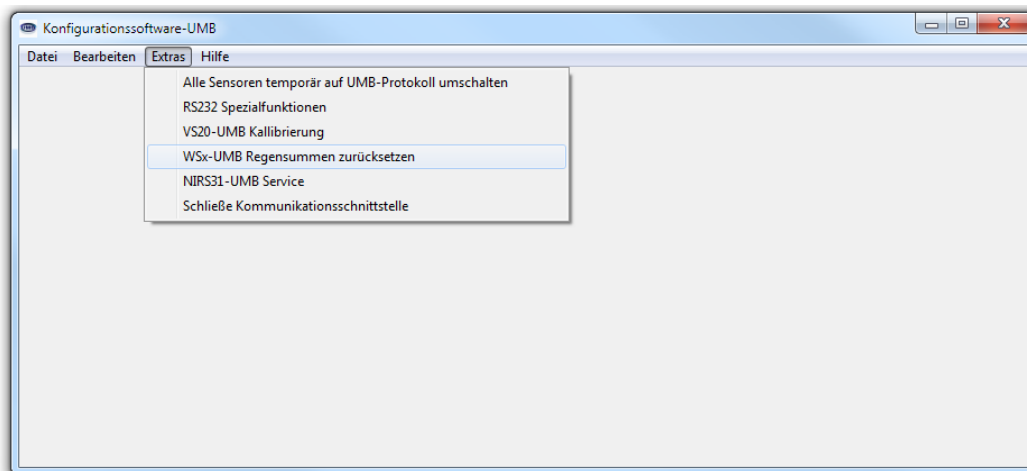 Konfigurationssoftware-UMB
Datei Bearbeiten Extras Hilfe
Alle Sensoren temporär auf UMB-Protokoll umschalten
RS232 Spezialfunktionen
VS20-UMB Kallibrierung
WSx-UMB Regensummen zurücksetzen
NIRS31-UMB Service
Schließe Kommunikationsschnittstelle